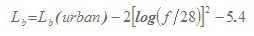 L_b=L_b(urban) − 2[log(f/28)]² − 5.4